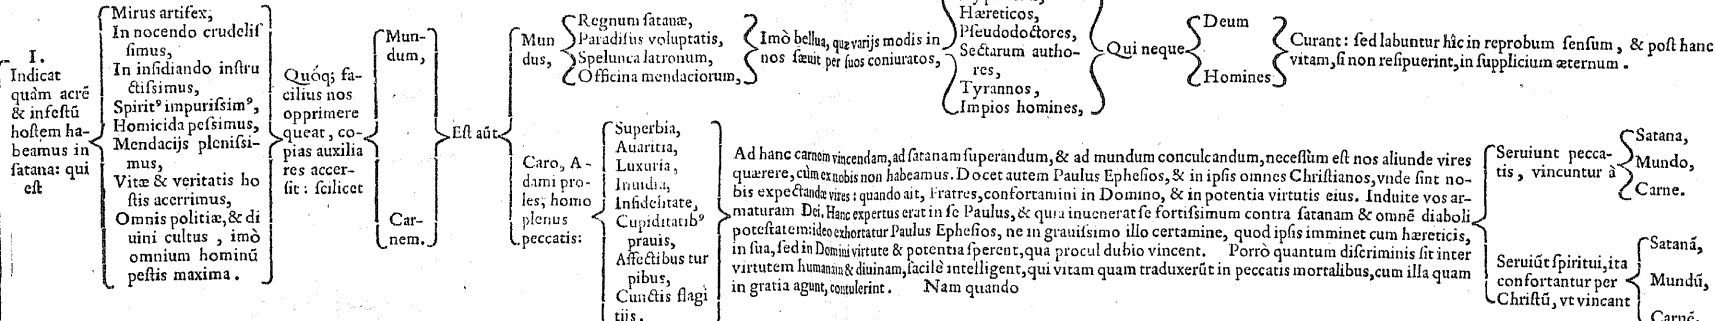 I.
Indicat
quàm acrē
& infestū
hostem ha-
beamus in
satana: qui
est
Mirus artifex,
In nocendo crudelis
simus,
In insidiando instru
ctissimus,
Spiritꝰ impurissimꝰ,
Homicida pessimus,
Mendacijs plenissi-
mus,
Vitæ & veritatis ho
stis acerrimus,
Omnis politiæ, & di
uini cultus, imò
omnium hominū
pestis maxima.
Quóq; fa-
cilius nos
opprimere
queat, co-
pias auxilia
res accer-
sit: scilicet
Mun-
dum,
Car-
nem.
Est aūt
Mun
dus,
Regnum satanæ,
Paradisus voluptatis,
Spelunca latronum,
Officina mendaciorum,
Imò bellua, quæ varijs modis in
nos sæuit per suos coniuratos,
Hæreticos,
Pseudodoctores,
Sectarum autho-
res,
Tyrannos,
Impios homines,
Qui neque
Deum
Homines
Curant: sed labuntur hîc in reprobum sensum, & post hanc
vitam, si non resipuerint, in supplicium æternum.
Caro, A-
dami pro-
les, homo
plenus
peccatis:
Superbia,
Auaritia,
Luxuria,
Inuidia,
Infidelitate,
Cupiditatibꝰ
prauis,
Affectibus tur
pibus,
Cunctis flagi
tijs.
Ad hanc carnem vincendam, ad satanam superandum, & ad mundum conculcandum, necessum est nos aliunde vires
quærere, cùm ex nobis non habeamus. Docet autem Paulus Ephesios, & in ipsis omnes Christianos, vnde sint no-
bis expectandæ vires: quando ait, Fratres, confortamini in Domino, & in potentia virtutis eius. Induite vos ar-
maturam Dei. Hanc expertus erat in se Paulus, & quia inuenerat se fortissimum contra satanam & omnē diaboli
potestatem: ideo exhortatur Paulus Ephesios, ne in grauissimo illo certamine, quod ipsis imminet cum hæreticis,
in sua, sed in Domini virtute & potentia sperent, qua procul dubio vincent. Porrò quantum discriminis sit inter
virtutem humanam & diuinam, facilè intelligent, qui vitam quam traduxerūt in peccatis mortalibus, cum illa quam
in gratia agunt, contulerint. Nam quando
Seruiunt pecca-
tis, vincuntur à
Satana,
Mundo,
Carne.
Seruiūt spiritui, ita
confortantur per
Christū, vt vincant
Satanā,
Mundū,
Carnē.